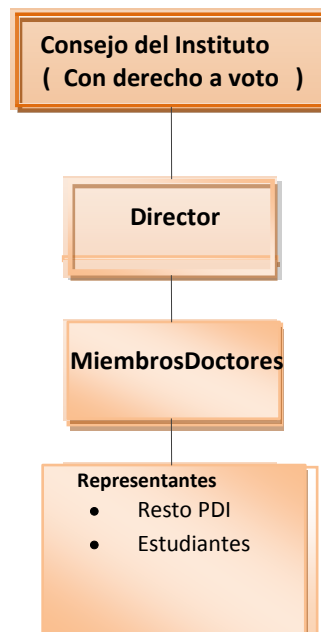 Consejo del Instituto
( Con derecho a voto )
Director
MiembrosDoctores
Representantes
● Resto PDI
● Estudiantes